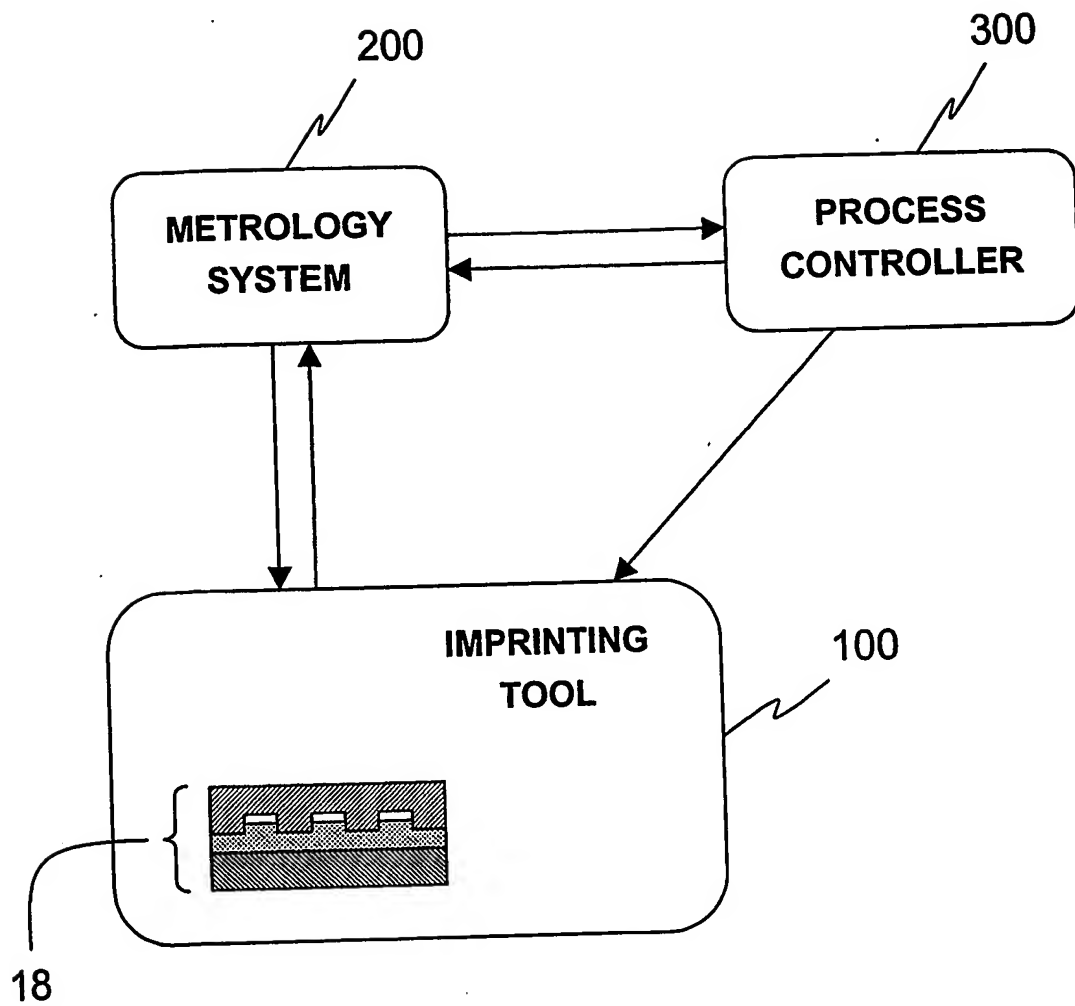 200
300
METROLOGY
SYSTEM
PROCESS
CONTROLLER
IMPRINTING
TOOL
100
18